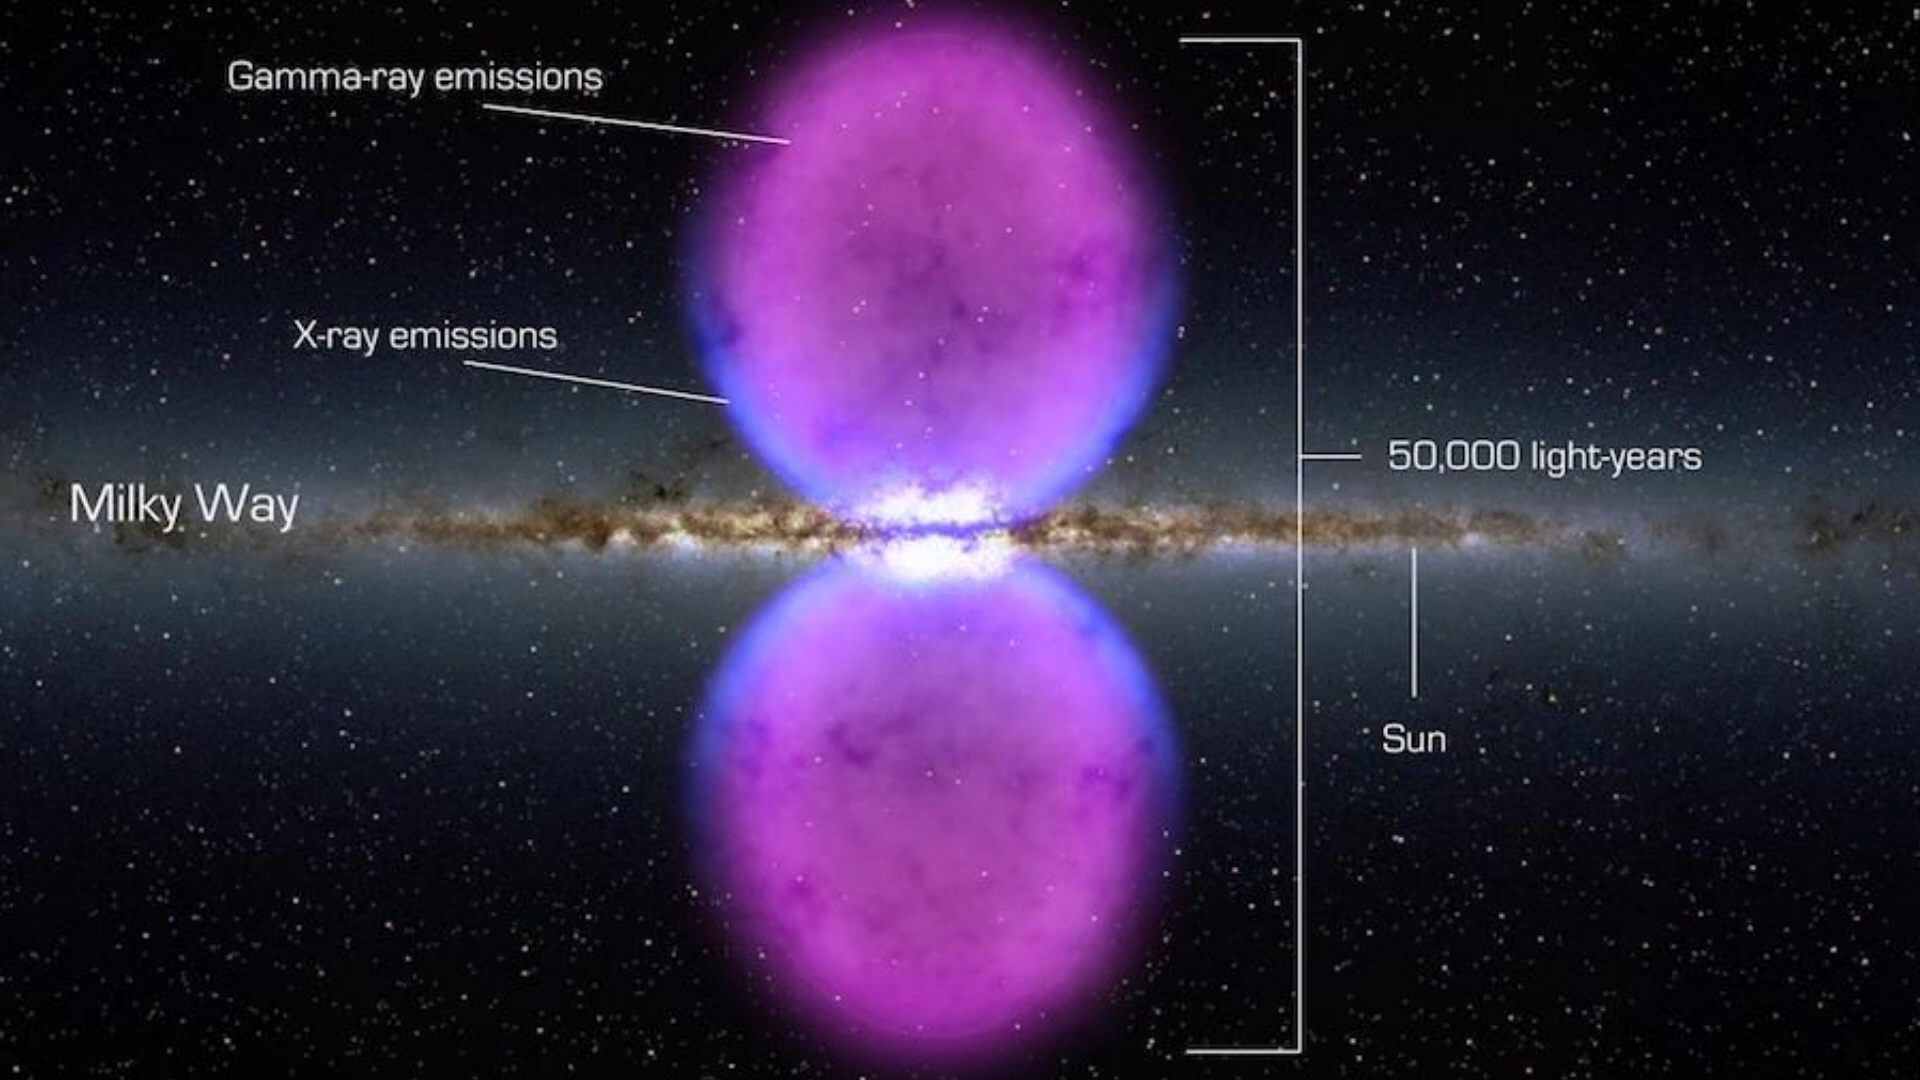 Gamma-ray emissions
X-ray emissions
50,000 light-years
Milky Way
Sun